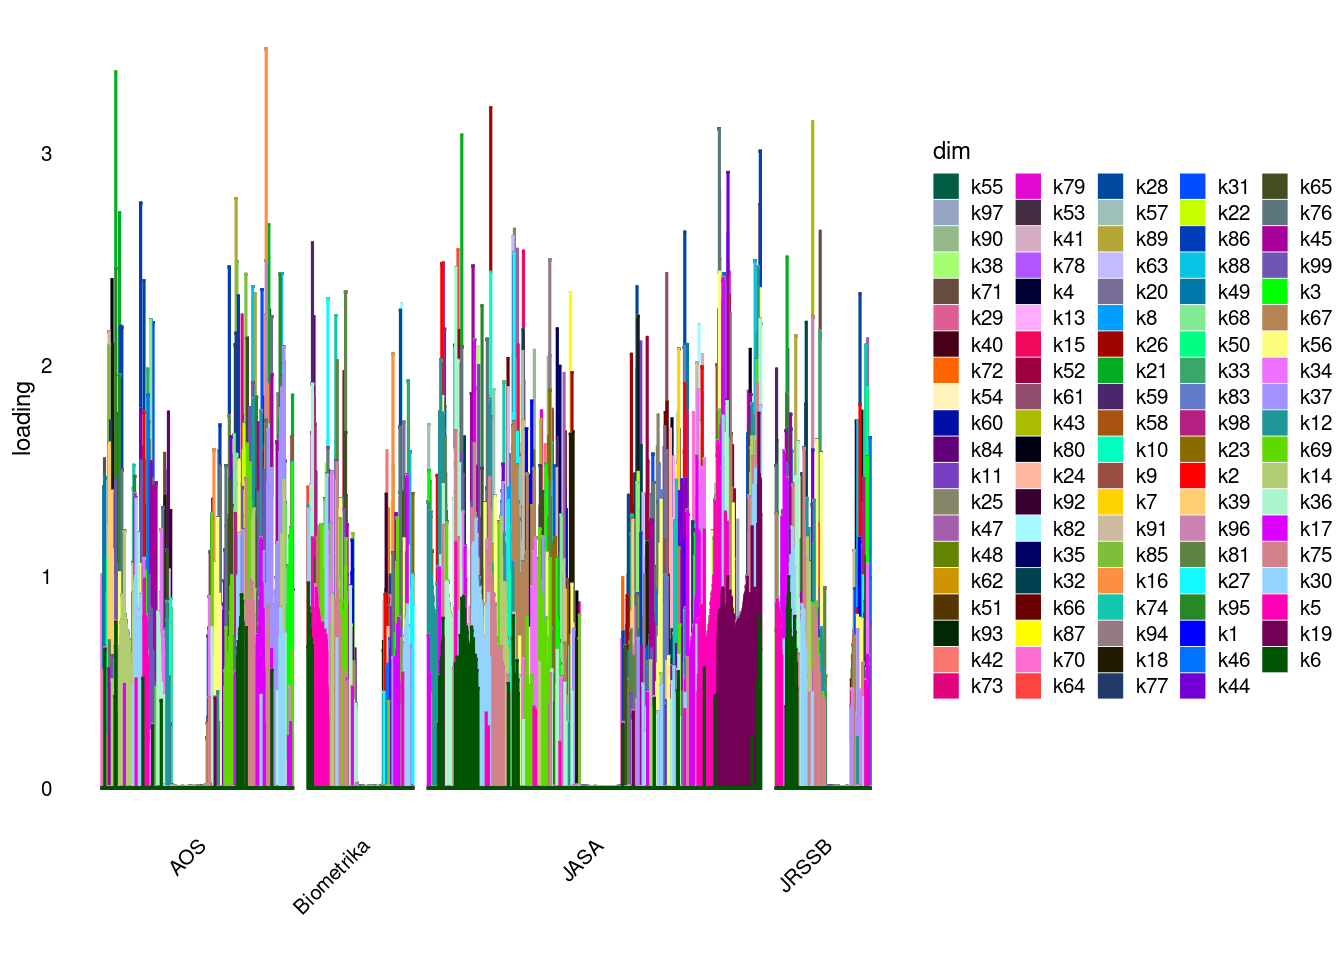 dim
k55 k79 k28 k31 k65
k97 k53 k57 k22 k76
k90 k41 k89 k86 k45
k38 k78 k63 k88 k99
k71 k4 k20 k49 k3
k29 k13 k8 k68 k67
k40 k15 k26 k50 k56
k72 k52 k21 k33 k34
k54 k61 k59 k83 k37
k60 k43 k58 k98 k12
k84 k80 k10 k23 k69
k11 k24 k9 k2 k14
k25 k92 k7 k39 k36
k47 k82 k91 k96 k17
k48 k35 k85 k81 k75
k62 k32 k16 k27 k30
k51 k66 k74 k95 k5
k93 k87 k94 k1 k19
k42 k70 k18 k46 k6
k73 k64 k77 k44
loading
3
2
1
0
AOS
Biometrika
JASA
JRSSB